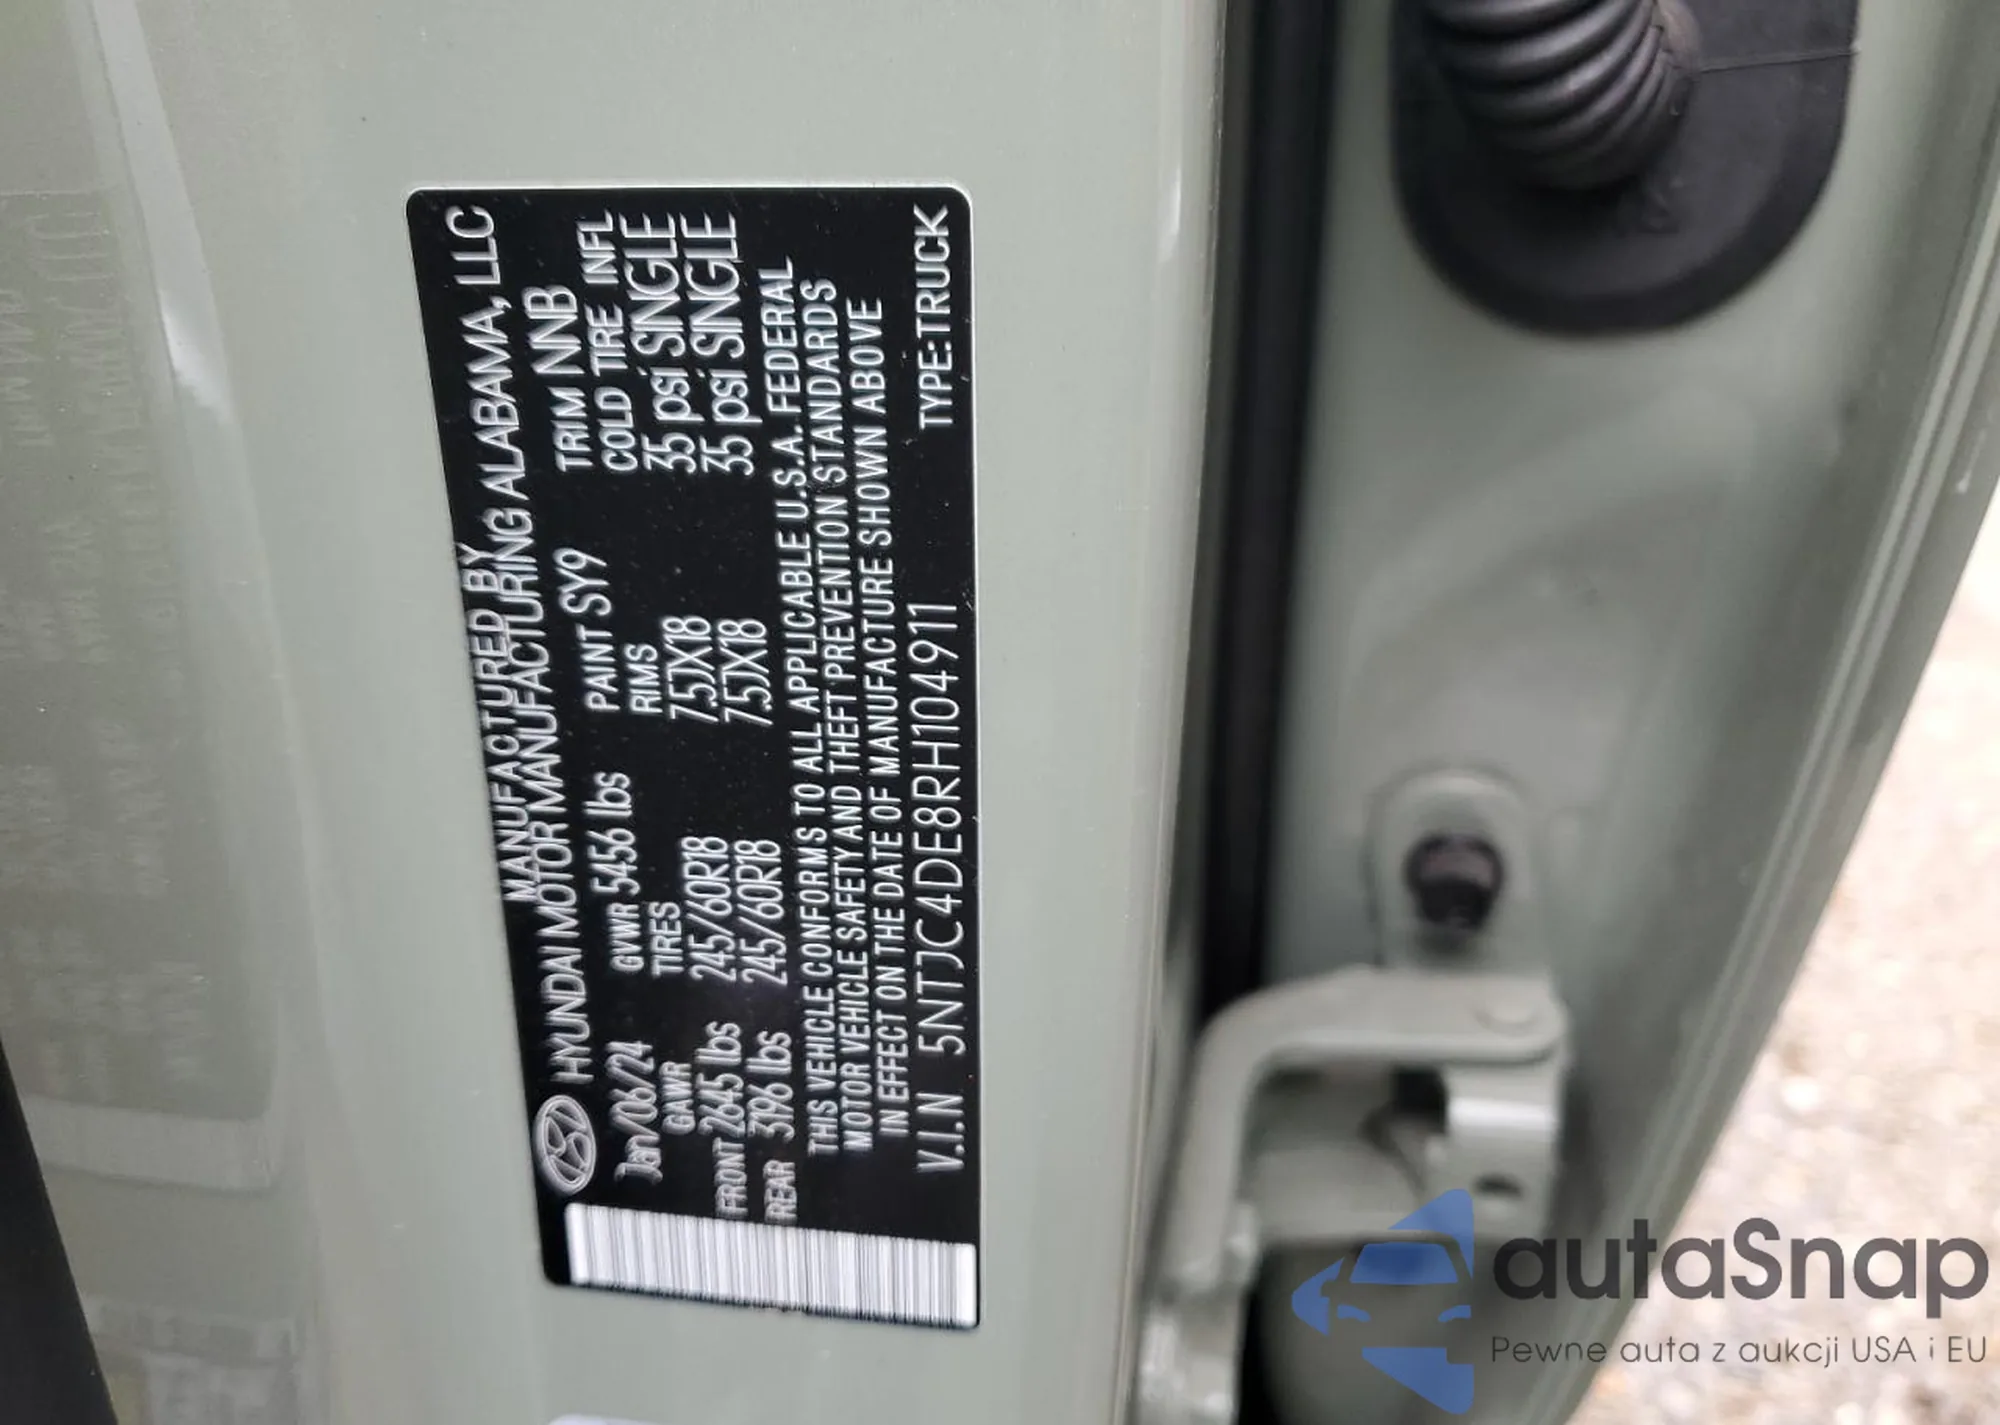 MANUFACTURED BY
HYUNDAI MOTOR MANUFACTURING ALABAMA, LLC
Jan/06/24 GVWR 5456 lbs PAINT SY9 TRIM NNB
GAWR TIRES RIMS COLD TIRE INFL
FRONT 2645 lbs 245/60R18 7.5JX18 35 psi SINGLE
REAR 3196 lbs 245/60R18 7.5JX18 35 psi SINGLE
THIS VEHICLE CONFORMS TO ALL APPLICABLE U.S.A. FEDERAL
MOTOR VEHICLE SAFETY AND THEFT PREVENTION STANDARDS
IN EFFECT ON THE DATE OF MANUFACTURE SHOWN ABOVE
V.I.N 5NTJC4DE8RH104911 TYPE:TRUCK
autaSnap
Pewne auta z aukcji USA i EU